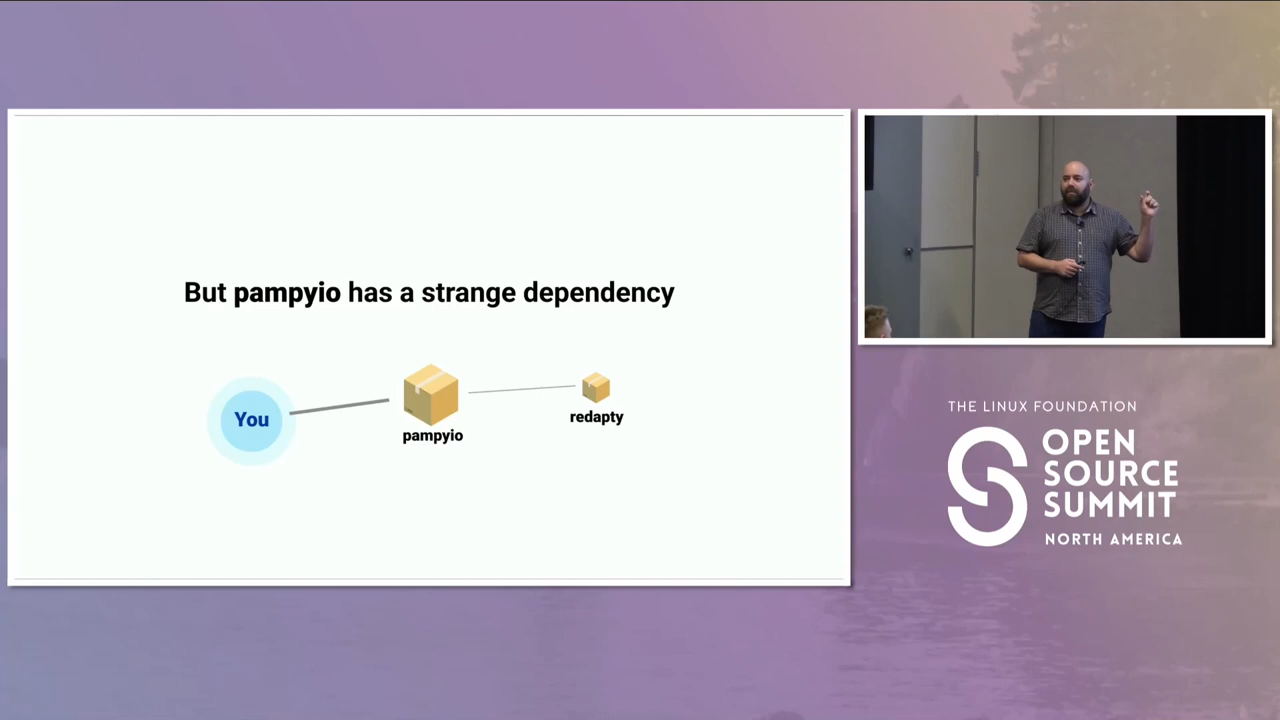 But pampyio has a strange dependency
You
pampyio
redapty
THE LINUX FOUNDATION
OPEN
SOURCE
SUMMIT
NORTH AMERICA